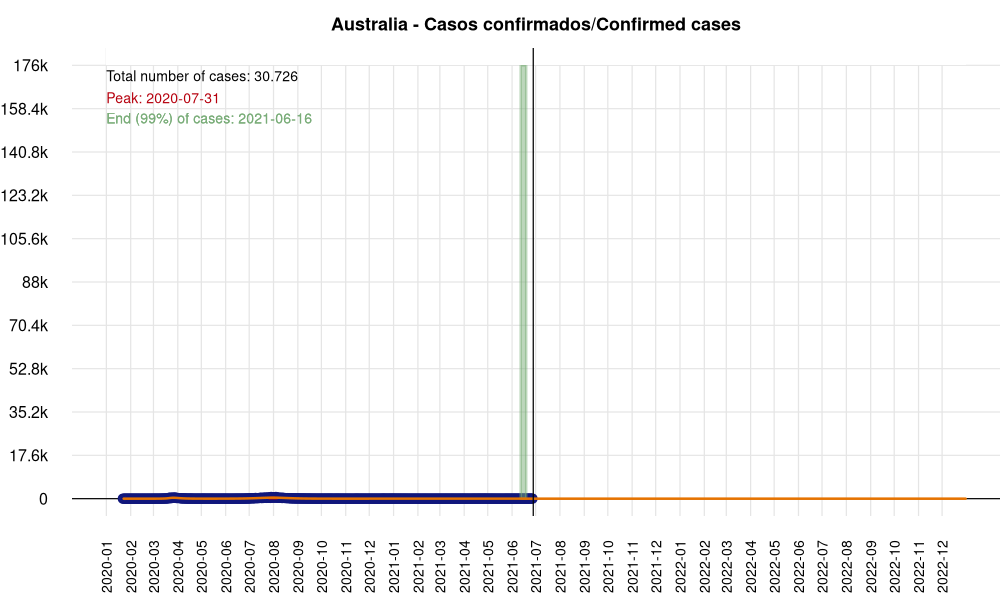 Australia - Casos confirmados/Confirmed cases
176k
Total number of cases: 30.726
Peak: 2020-07-31
158.4k
End (99%) of cases: 2021-06-16
140.8k
123.2k
105.6k
88k
70.4k
52.8k
35.2k
17.6k
0
2020-01
2020-02
2020-03
2020-04
2020-05
2020-06
2020-07
2020-08
2020-09
2020-10
2020-11
2020-12
2021-01
2021-02
2021-03
2021-04
2021-05
2021-06
2021-07
2021-08
2021-09
2021-10
2021-11
2021-12
2022-01
2022-02
2022-03
2022-04
2022-05
2022-06
2022-07
2022-08
2022-09
2022-10
2022-11
2022-12